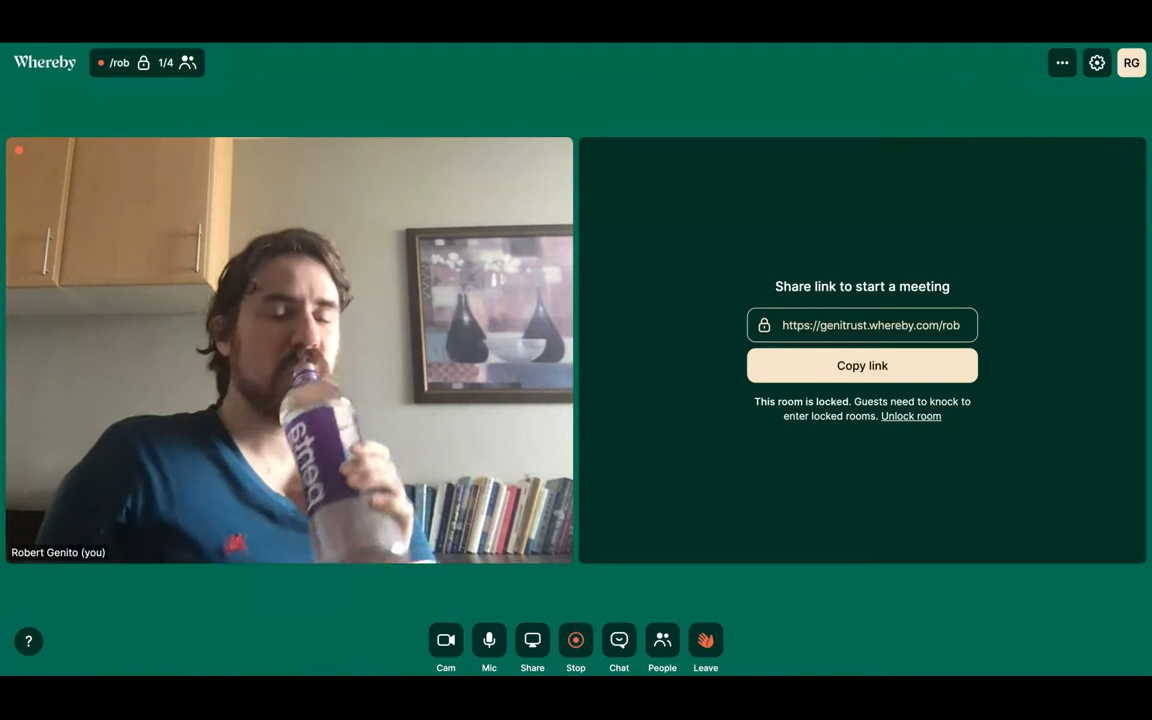 Whereby
/rob 1/4
RG
Share link to start a meeting
https://genitrust.whereby.com/rob
Copy link
This room is locked. Guests need to knock to
enter locked rooms. Unlock room
penta
Robert Genito (you)
?
Cam Mic Share Stop Chat People Leave